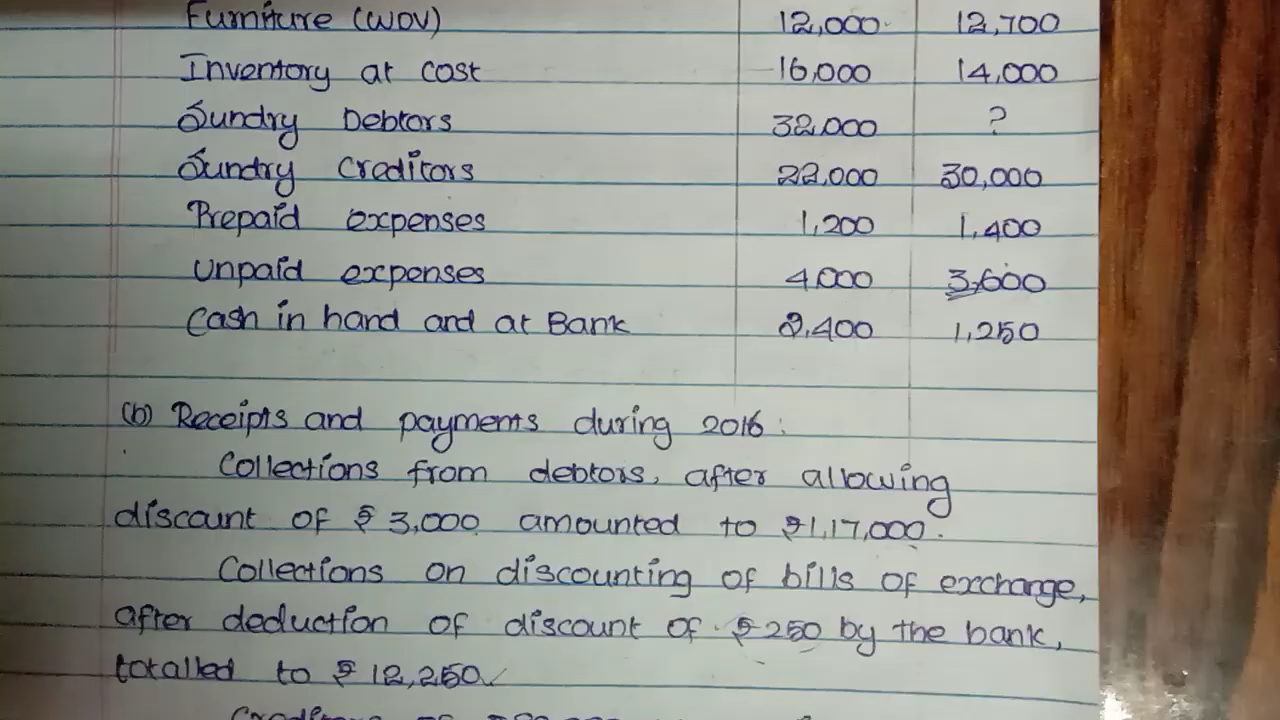 Furniture (WDV) 12,000 12,700
Inventory at cost 16,000 14,000
Sundry Debtors 32,000 ?
Sundry Creditors 22,000 30,000
Prepaid expenses 1,200 1,400
Unpaid expenses 4,000 3,600
Cash in hand and at Bank 2,400 1,250
(b) Receipts and payments during 2016:
Collections from debtors, after allowing
discount of ₹ 3,000 amounted to ₹1,17,000.
Collections on discounting of bills of exchange,
after deduction of discount of ₹ 250 by the bank,
totalled to ₹ 12,250